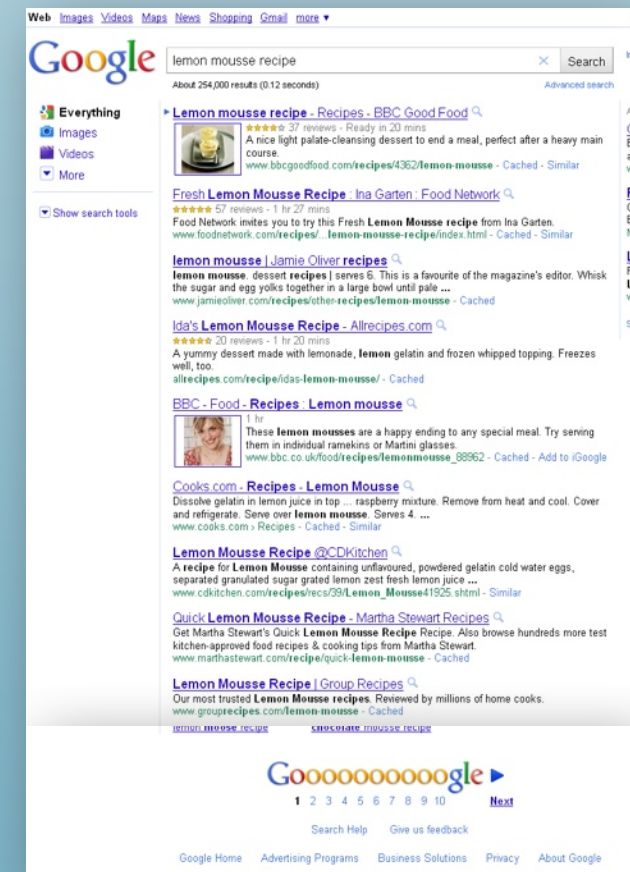 Web Images Videos Maps News Shopping Gmail more ▼
Google
lemon mousse recipe × Search
About 254,000 results (0.12 seconds) Advanced search
Everything
Images
Videos
More
Show search tools
Lemon mousse recipe - Recipes - BBC Good Food
37 reviews - Ready in 20 mins
A nice light palate-cleansing dessert to end a meal, perfect after a heavy main
course.
www.bbcgoodfood.com/recipes/4362/lemon-mousse - Cached - Similar
Fresh Lemon Mousse Recipe : Ina Garten : Food Network
57 reviews - 1 hr 27 mins
Food Network invites you to try this Fresh Lemon Mousse recipe from Ina Garten.
www.foodnetwork.com/recipes/...lemon-mousse-recipe/index.html - Cached - Similar
lemon mousse | Jamie Oliver recipes
lemon mousse. dessert recipes | serves 6. This is a favourite of the magazine's editor. Whisk
the sugar and egg yolks together in a large bowl until pale ...
www.jamieoliver.com/recipes/other-recipes/lemon-mousse - Cached
Ida's Lemon Mousse Recipe - Allrecipes.com
20 reviews - 1 hr 20 mins
A yummy dessert made with lemonade, lemon gelatin and frozen whipped topping. Freezes
well, too.
allrecipes.com/recipe/idas-lemon-mousse/ - Cached
BBC - Food - Recipes : Lemon mousse
1 hr
These lemon mousses are a happy ending to any special meal. Try serving
them in individual ramekins or Martini glasses.
www.bbc.co.uk/food/recipes/lemonmousse_88962 - Cached - Add to iGoogle
Cooks.com - Recipes - Lemon Mousse
Dissolve gelatin in lemon juice in top ... raspberry mixture. Remove from heat and cool. Cover
and refrigerate. Serve over lemon mousse. Serves 4. ...
www.cooks.com › Recipes - Cached - Similar
Lemon Mousse Recipe @CDKitchen
A recipe for Lemon Mousse containing unflavoured, powdered gelatin cold water eggs,
separated granulated sugar grated lemon zest fresh lemon juice ...
www.cdkitchen.com/recipes/recs/39/Lemon_Mousse41925.shtml - Similar
Quick Lemon Mousse Recipe - Martha Stewart Recipes
Get Martha Stewart's Quick Lemon Mousse Recipe Recipe. Also browse hundreds more test
kitchen-approved food recipes & cooking tips from Martha Stewart.
www.marthastewart.com/recipe/quick-lemon-mousse - Cached
Lemon Mousse Recipe | Group Recipes
Our most trusted Lemon Mousse recipes. Reviewed by millions of home cooks.
www.grouprecipes.com/lemon-mousse - Cached
lemon moose recipe chocolate mousse recipe
Goooooooooogle
1 2 3 4 5 6 7 8 9 10 Next
Search Help Give us feedback
Google Home Advertising Programs Business Solutions Privacy About Google